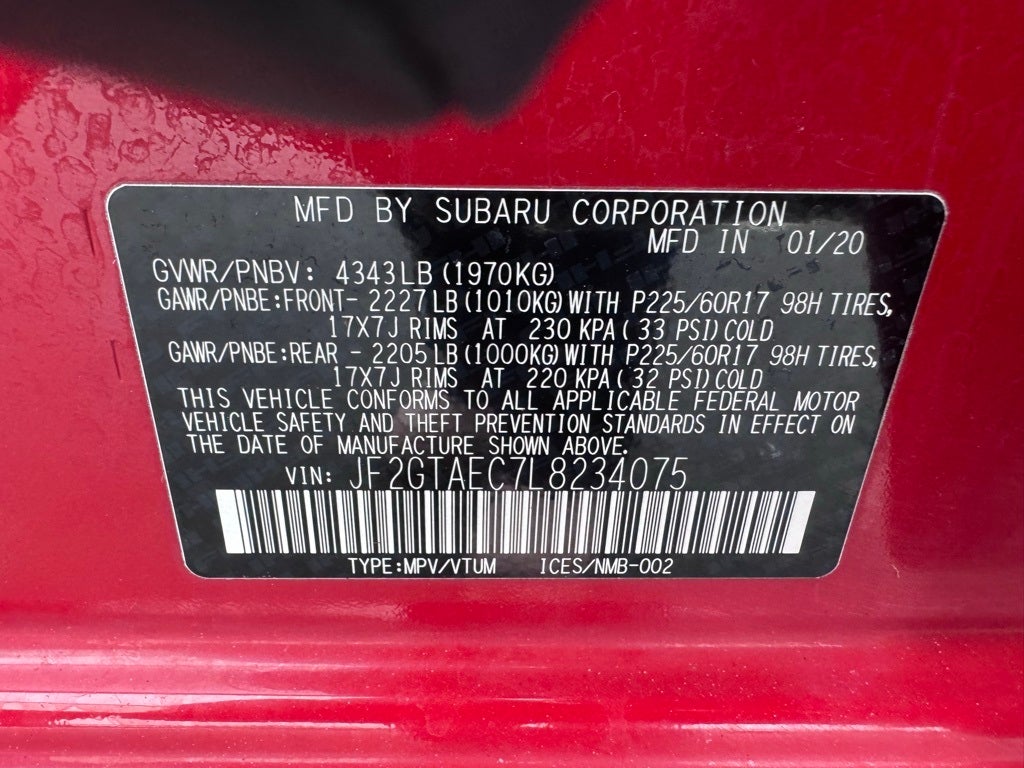 MFD BY SUBARU CORPORATION
MFD IN 01/20
GVWR/PNBV: 4343LB(1970KG)
GAWR/PNBE:FRONT- 2227LB(1010KG)WITH P225/60R17 98H TIRES,
17X7J RIMS AT 230 KPA( 33 PSI)COLD
GAWR/PNBE:REAR - 2205LB(1000KG)WITH P225/60R17 98H TIRES,
17X7J RIMS AT 220 KPA( 32 PSI)COLD
THIS VEHICLE CONFORMS TO ALL APPLICABLE FEDERAL MOTOR
VEHICLE SAFETY AND THEFT PREVENTION STANDARDS IN EFFECT ON
THE DATE OF MANUFACTURE SHOWN ABOVE.
VIN: JF2GTAEC7L8234075
TYPE:MPV/VTUM ICES/NMB-002